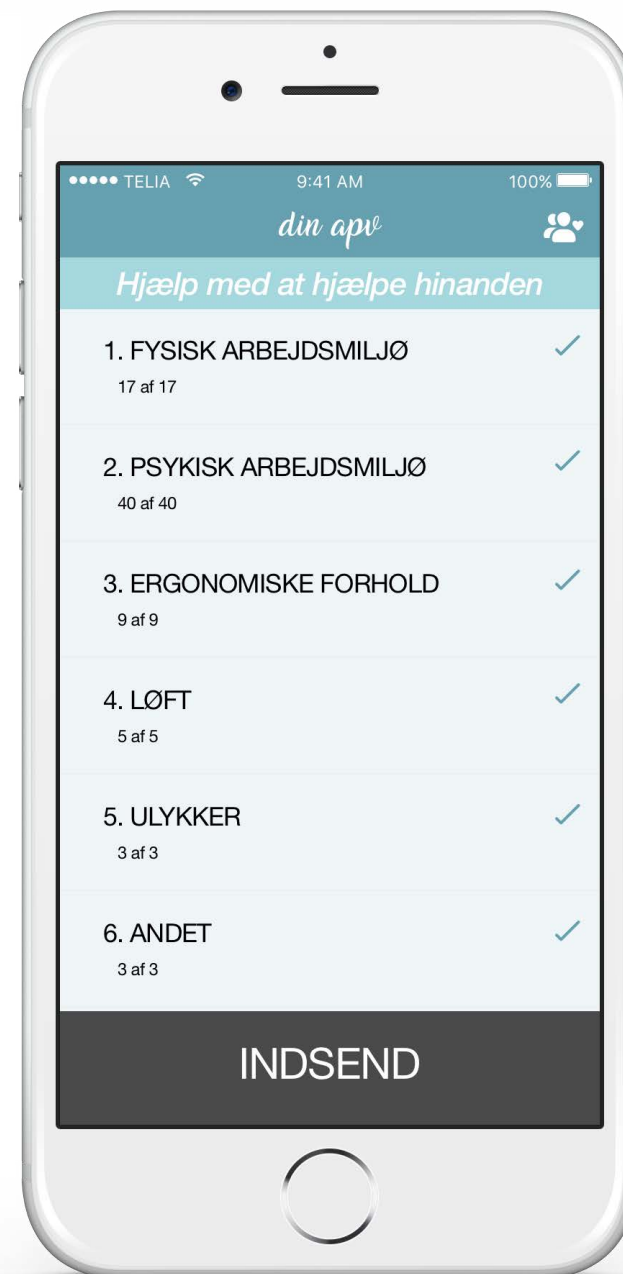 TELIA
9:41 AM
100%
din apv
Hjælp med at hjælpe hinanden
1. FYSISK ARBEJDSMILJØ
17 af 17
2. PSYKISK ARBEJDSMILJØ
40 af 40
3. ERGONOMISKE FORHOLD
9 af 9
4. LØFT
5 af 5
5. ULYKKER
3 af 3
6. ANDET
3 af 3
INDSEND